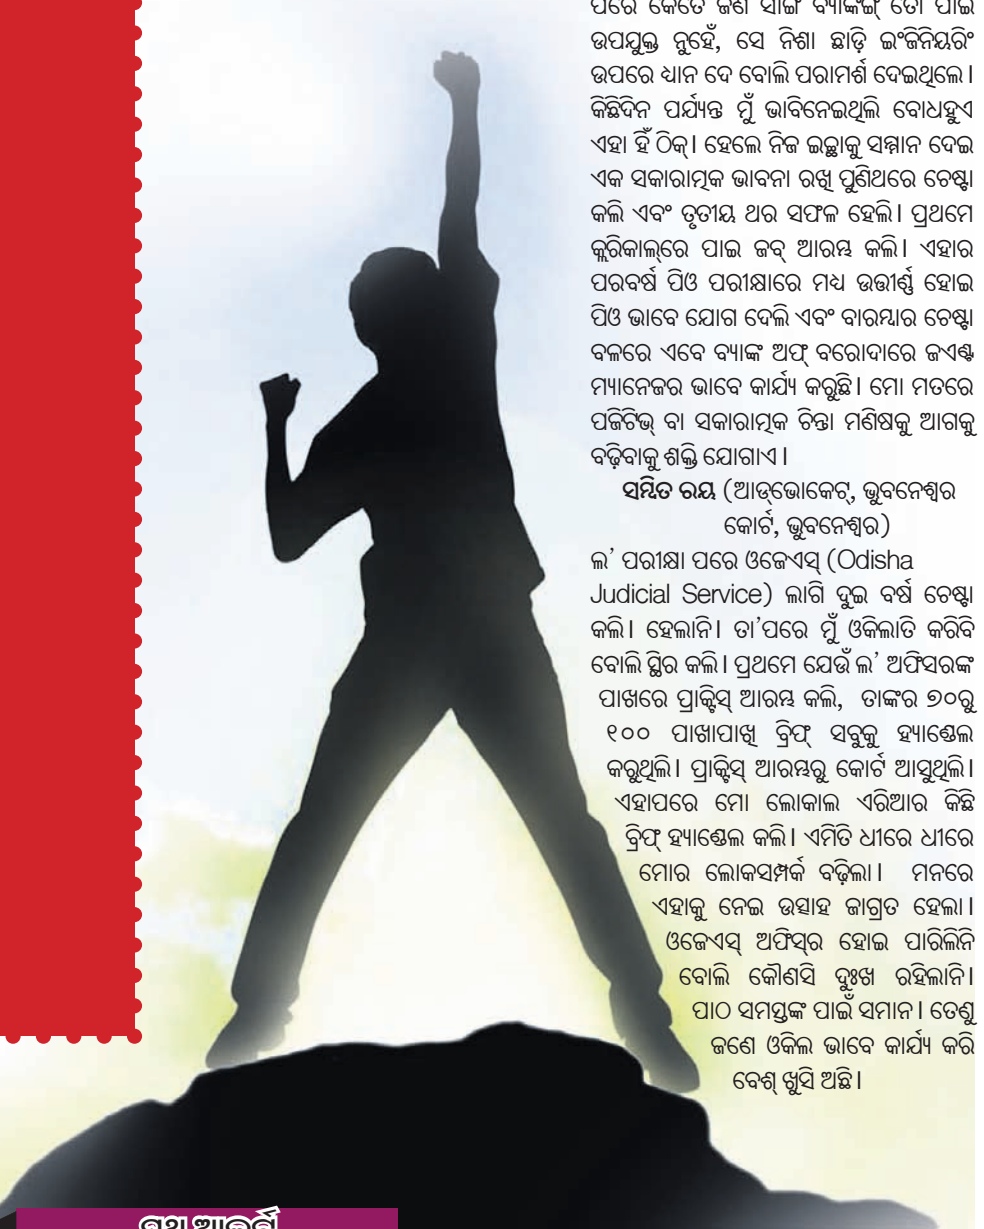 ପରେ କେତେ ଜଣ ସାଙ୍ଗ ବ୍ୟାଙ୍କିଙ୍ଗ୍ ତୋ ପାଇଁ
ଉପଯୁକ୍ତ ନୁହେଁ, ସେ ନିଶା ଛାଡ଼ି ଇଂଜିନିୟରିଂ
ଉପରେ ଧ୍ୟାନ ଦେ ବୋଲି ପରାମର୍ଶ ଦେଇଥିଲେ।
କିଛିଦିନ ପର୍ଯ୍ୟନ୍ତ ମୁଁ ଭାବିନେଇଥିଲି ବୋଧହୁଏ
ଏହା ହିଁ ଠିକ୍। ହେଲେ ନିଜ ଇଚ୍ଛାକୁ ସମ୍ମାନ ଦେଇ
ଏକ ସକାରାତ୍ମକ ଭାବନା ରଖି ପୁଣିଥରେ ଚେଷ୍ଟା
କଲି ଏବଂ ତୃତୀୟ ଥର ସଫଳ ହେଲି। ପ୍ରଥମେ
କ୍ଲରିକାଲ୍‌ରେ ପାଇ ଜବ୍ ଆରମ୍ଭ କଲି। ଏହାର
ପରବର୍ଷ ପିଓ ପରୀକ୍ଷାରେ ମଧ୍ୟ ଉତ୍ତୀର୍ଣ୍ଣ ହୋଇ
ପିଓ ଭାବେ ଯୋଗ ଦେଲି ଏବଂ ବାରମ୍ବାର ଚେଷ୍ଟା
ବଳରେ ଏବେ ବ୍ୟାଙ୍କ ଅଫ୍ ବରୋଦାରେ ଜଏଣ୍ଟ
ମ୍ୟାନେଜର ଭାବେ କାର୍ଯ୍ୟ କରୁଛି। ମୋ ମତରେ
ପଜିଟିଭ୍ ବା ସକାରାତ୍ମକ ଚିନ୍ତା ମଣିଷକୁ ଆଗକୁ
ବଢ଼ିବାକୁ ଶକ୍ତି ଯୋଗାଏ।
ସମ୍ବିତ ରୟ (ଆଡ୍‌ଭୋକେଟ୍, ଭୁବନେଶ୍ୱର
କୋର୍ଟ, ଭୁବନେଶ୍ୱର)
ଲ' ପରୀକ୍ଷା ପରେ ଓଜେଏସ୍ (Odisha
Judicial Service) ଲାଗି ଦୁଇ ବର୍ଷ ଚେଷ୍ଟା
କଲି। ହେଲାନି। ତା'ପରେ ମୁଁ ଓକିଲାତି କରିବି
ବୋଲି ସ୍ଥିର କଲି। ପ୍ରଥମେ ଯେଉଁ ଲ' ଅଫିସରଙ୍କ
ପାଖରେ ପ୍ରାକ୍ଟିସ୍ ଆରମ୍ଭ କଲି, ତାଙ୍କର ୭୦ରୁ
୧୦୦ ପାଖାପାଖି ବ୍ରିଫ୍ ସବୁକୁ ହ୍ୟାଣ୍ଡେଲ
କରୁଥିଲି। ପ୍ରାକ୍ଟିସ୍ ଆରମ୍ଭରୁ କୋର୍ଟ ଆସୁଥିଲି।
ଏହାପରେ ମୋ ଲୋକାଲ ଏରିଆର କିଛି
ବ୍ରିଫ୍ ହ୍ୟାଣ୍ଡେଲ କଲି। ଏମିତି ଧୀରେ ଧୀରେ
ମୋର ଲୋକସମ୍ପର୍କ ବଢ଼ିଲା। ମନରେ
ଏହାକୁ ନେଇ ଉତ୍ସାହ ଜାଗ୍ରତ ହେଲା।
ଓଜେଏସ୍ ଅଫିସ୍‌ର ହୋଇ ପାରିଲିନି
ବୋଲି କୌଣସି ଦୁଃଖ ରହିଲାନି।
ପାଠ ସମସ୍ତଙ୍କ ପାଇଁ ସମାନ। ତେଣୁ
ଜଣେ ଓକିଲ ଭାବେ କାର୍ଯ୍ୟ କରି
ବେଶ୍ ଖୁସି ଅଛି।